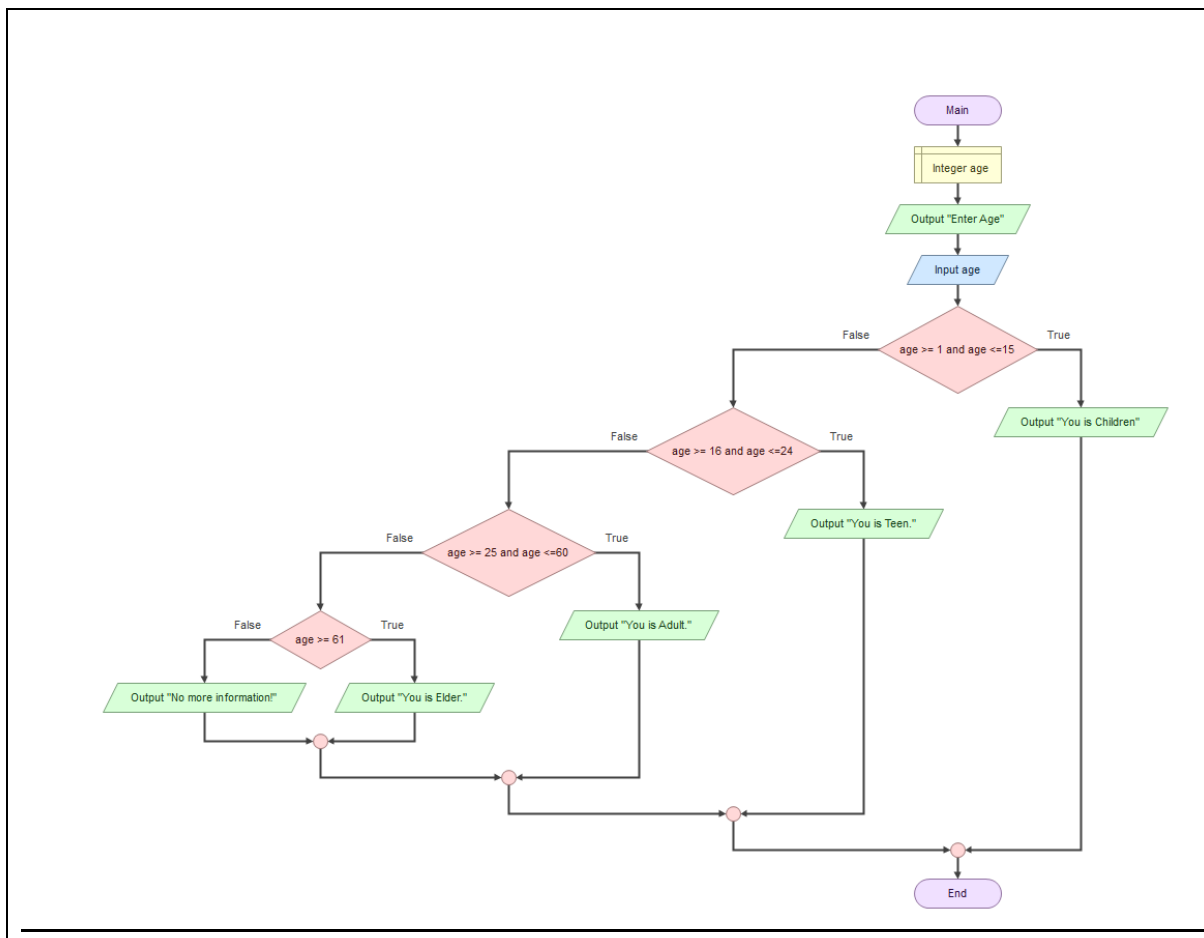 Main
Integer age
Output "Enter Age"
Input age
False
True
age >= 1 and age <=15
Output "You is Children"
False
True
age >= 16 and age <=24
Output "You is Teen."
False
True
age >= 25 and age <=60
Output "You is Adult."
False
True
age >= 61
Output "No more information!"
Output "You is Elder."
End